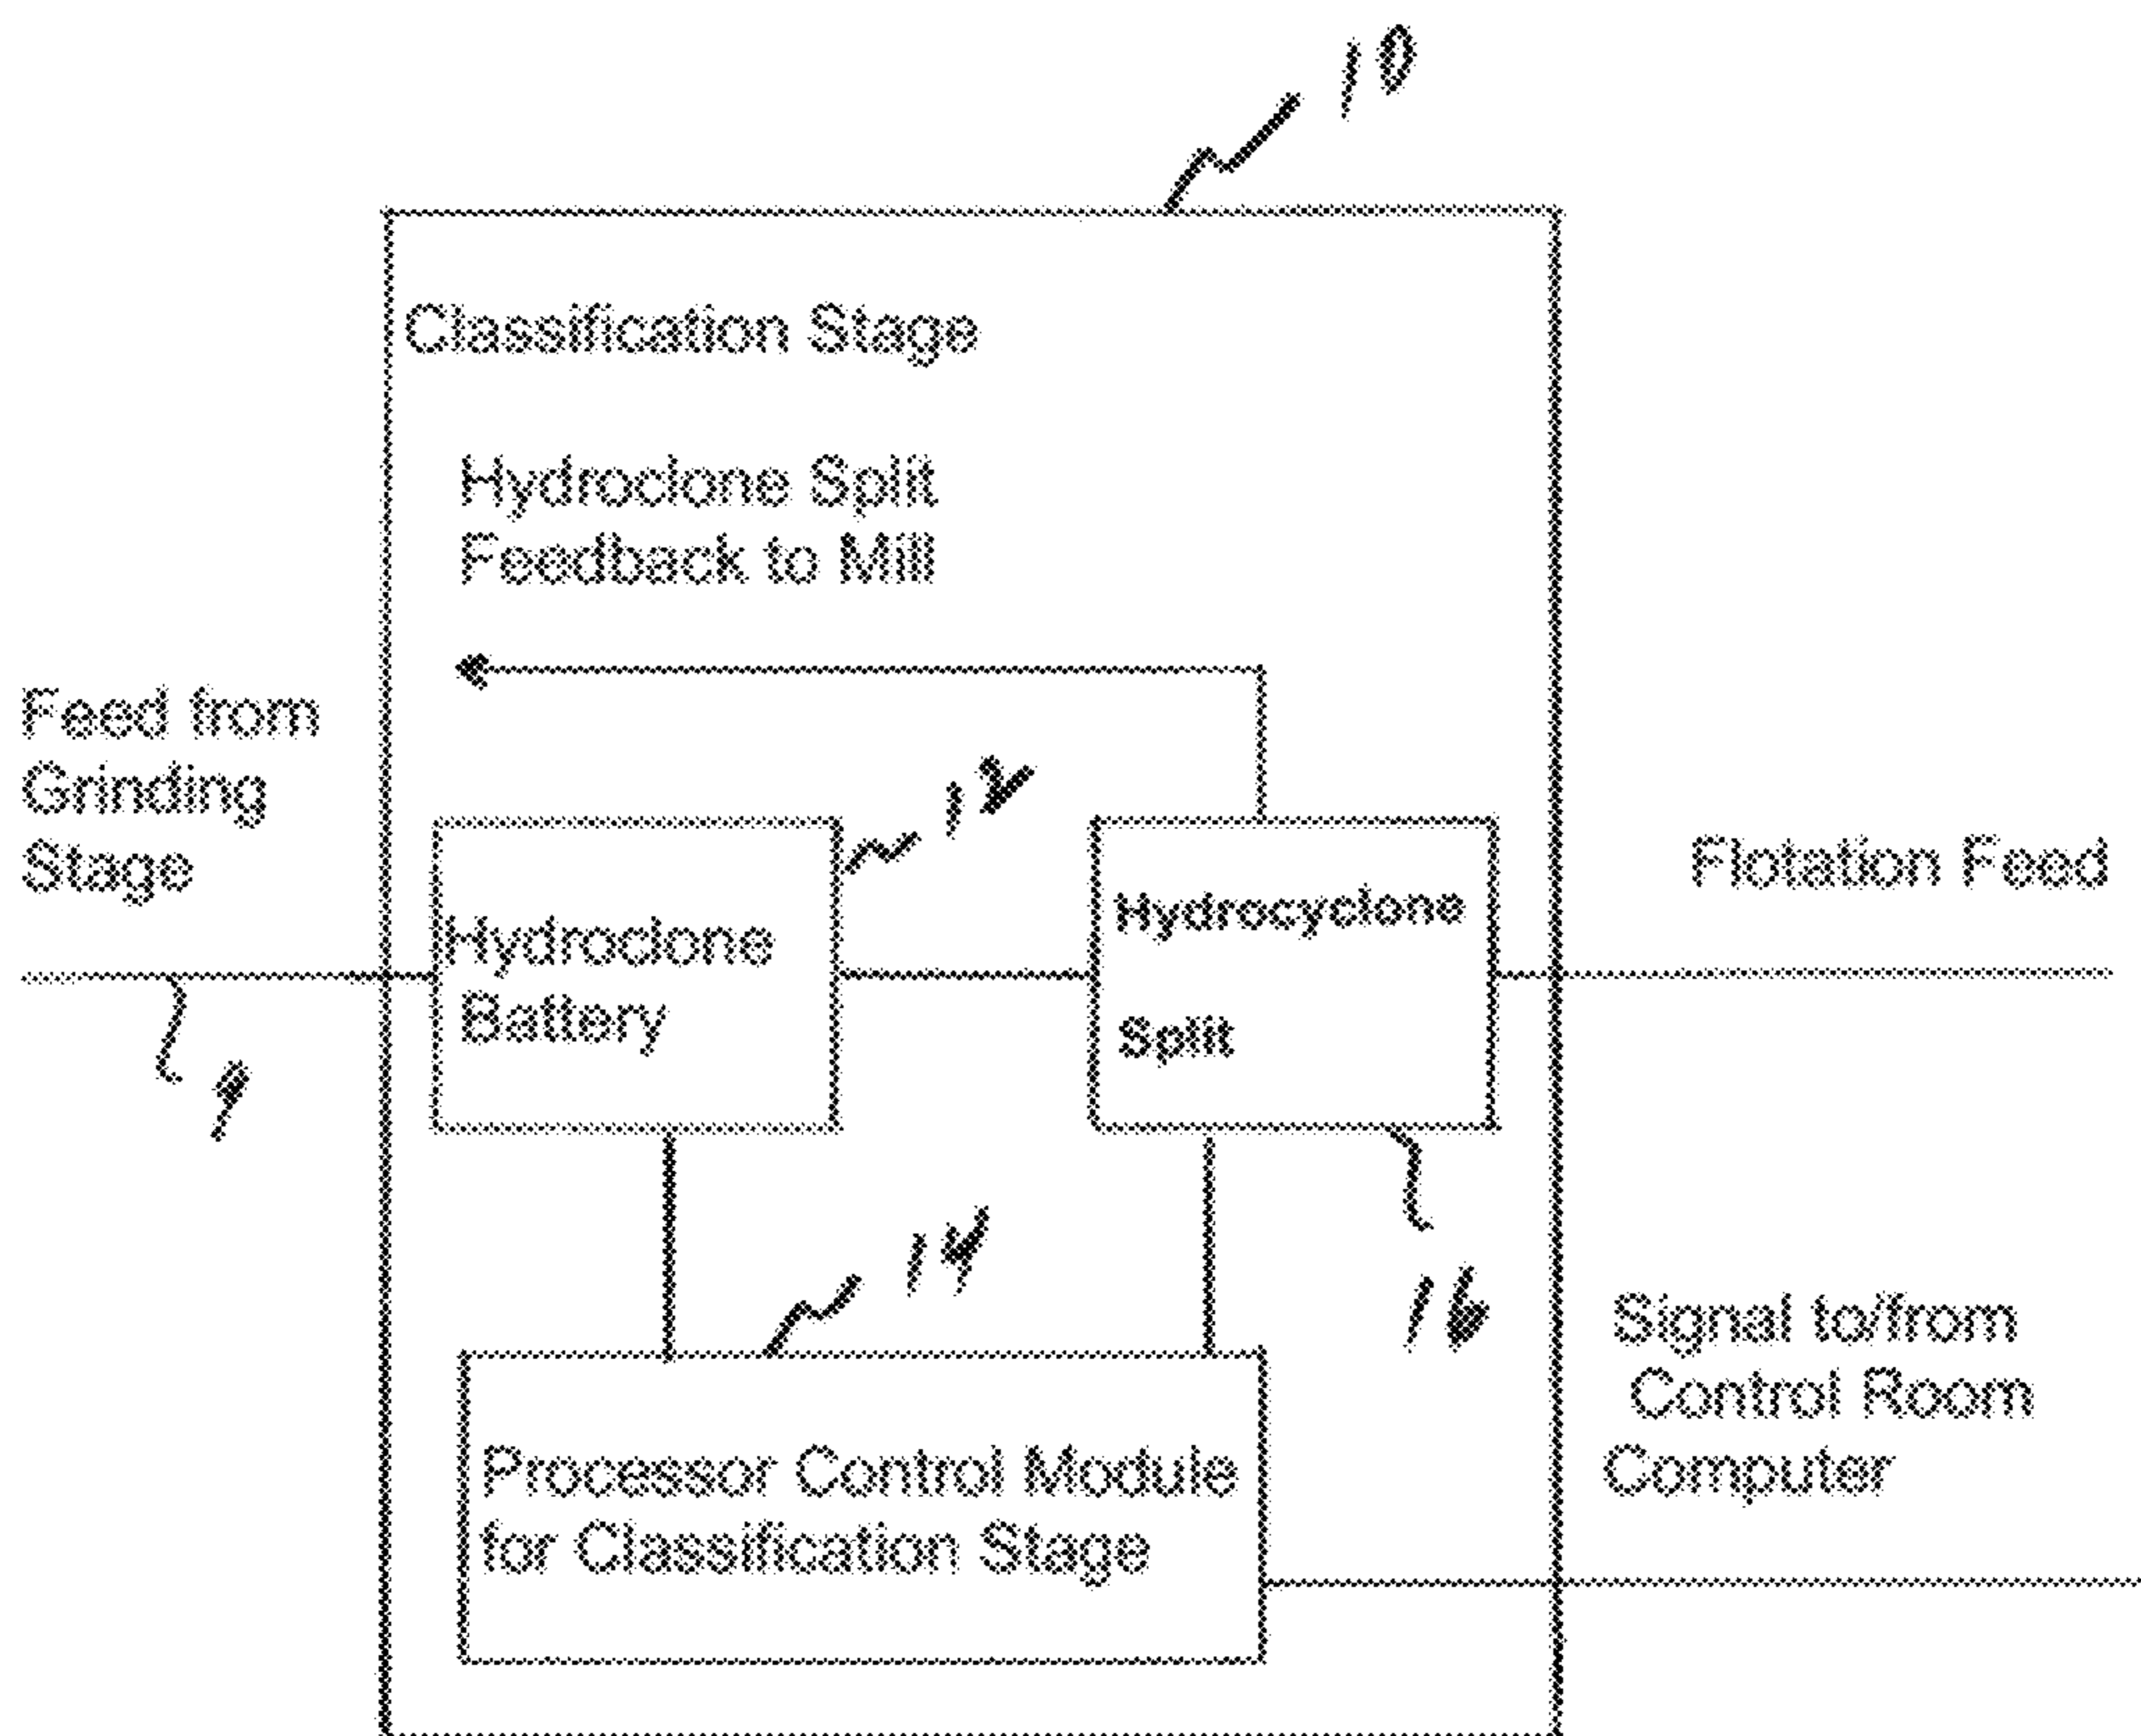 10
Classification Stage
Hydroclone Split
Feedback to Mill
Feed from
Grinding
Stage
12
Hydroclone
Battery
Hydrocyclone
Split
Flotation Feed
9
14
16
Signal to/from
Control Room
Computer
Processor Control Module
for Classification Stage